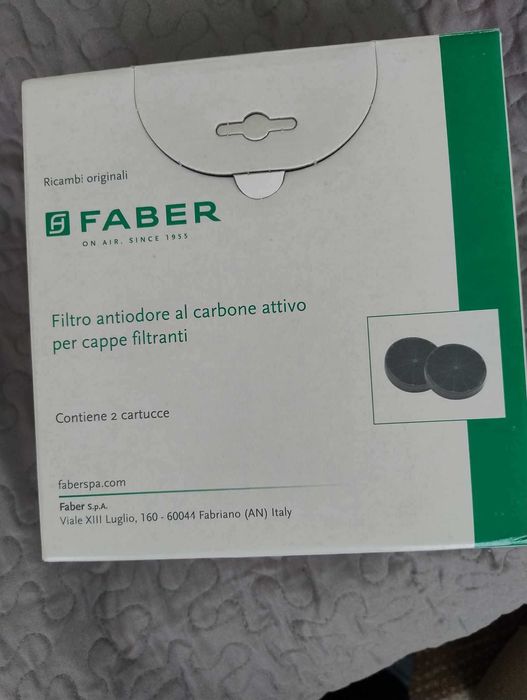 Ricambi originali
FABER
ON AIR. SINCE 1955
Filtro antiodore al carbone attivo
per cappe filtranti
Contiene 2 cartucce
faberspa.com
Faber S.p.A.
Viale XIII Luglio, 160 - 60044 Fabriano (AN) Italy